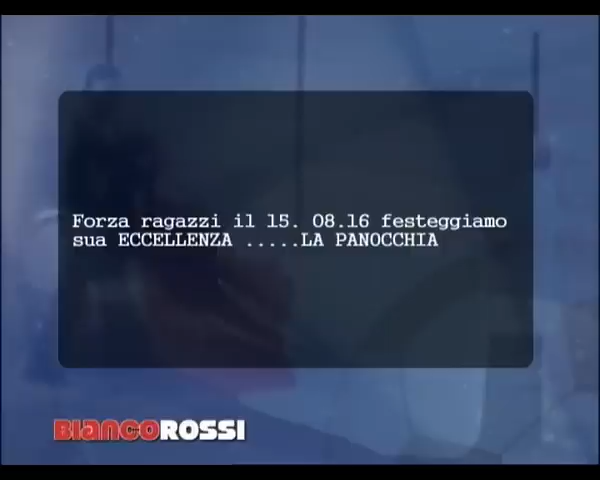 Forza ragazzi il 15. 08.16 festeggiamo
sua ECCELLENZA .....LA PANOCCHIA
BIANCOROSSI